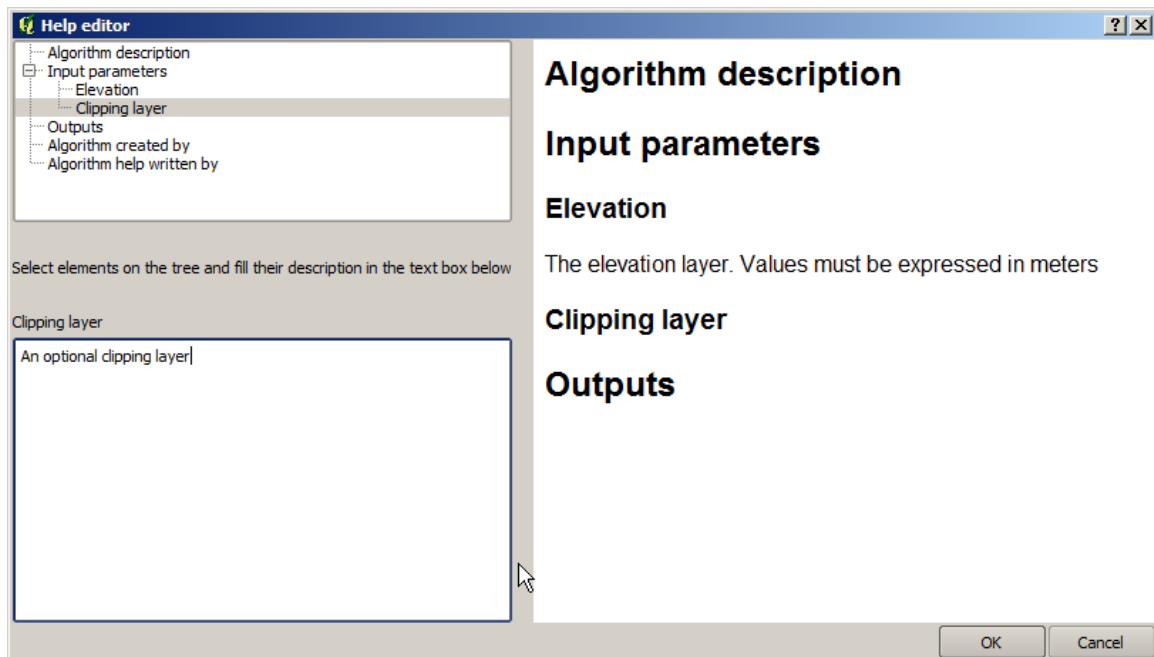 Help editor
Algorithm description
Input parameters
Elevation
Clipping layer
Outputs
Algorithm created by
Algorithm help written by
Select elements on the tree and fill their description in the text box below
Clipping layer
An optional clipping layer
Algorithm description
Input parameters
Elevation
The elevation layer. Values must be expressed in meters
Clipping layer
Outputs
OK
Cancel